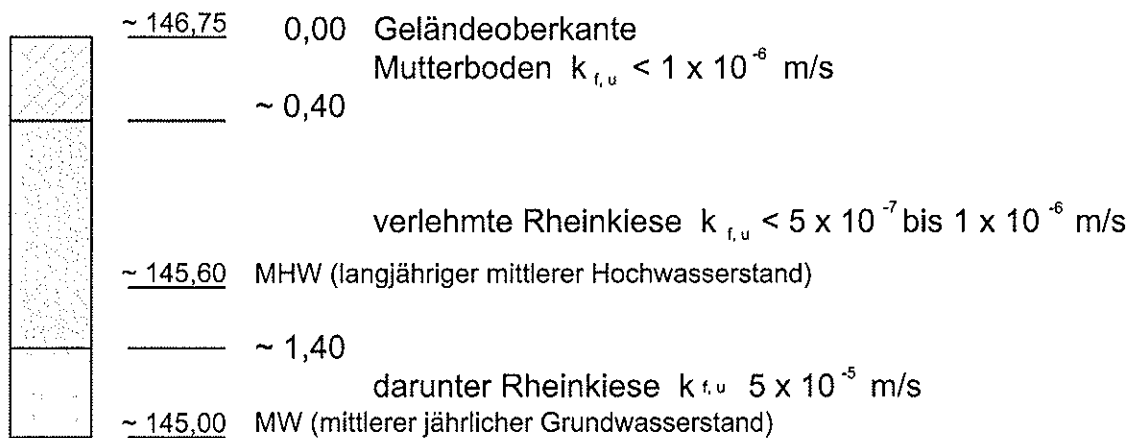 ~ 146,75 0,00 Geländeoberkante
Mutterboden k f, u < 1 x 10 -6 m/s
~ 0,40
verlehmte Rheinkiese k f, u < 5 x 10 -7 bis 1 x 10 -6 m/s
~ 145,60 MHW (langjähriger mittlerer Hochwasserstand)
~ 1,40
darunter Rheinkiese k f, u 5 x 10 -5 m/s
~ 145,00 MW (mittlerer jährlicher Grundwasserstand)